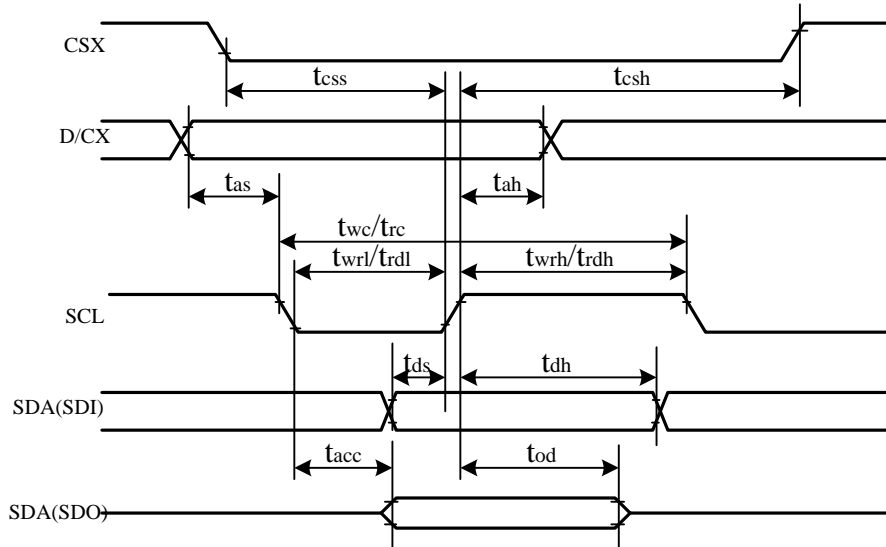 CSX
tcss
tcsh
D/CX
tas
tah
twc/trc
twrl/trdl
twrh/trdh
SCL
tds
tdh
SDA(SDI)
tacc
tod
SDA(SDO)